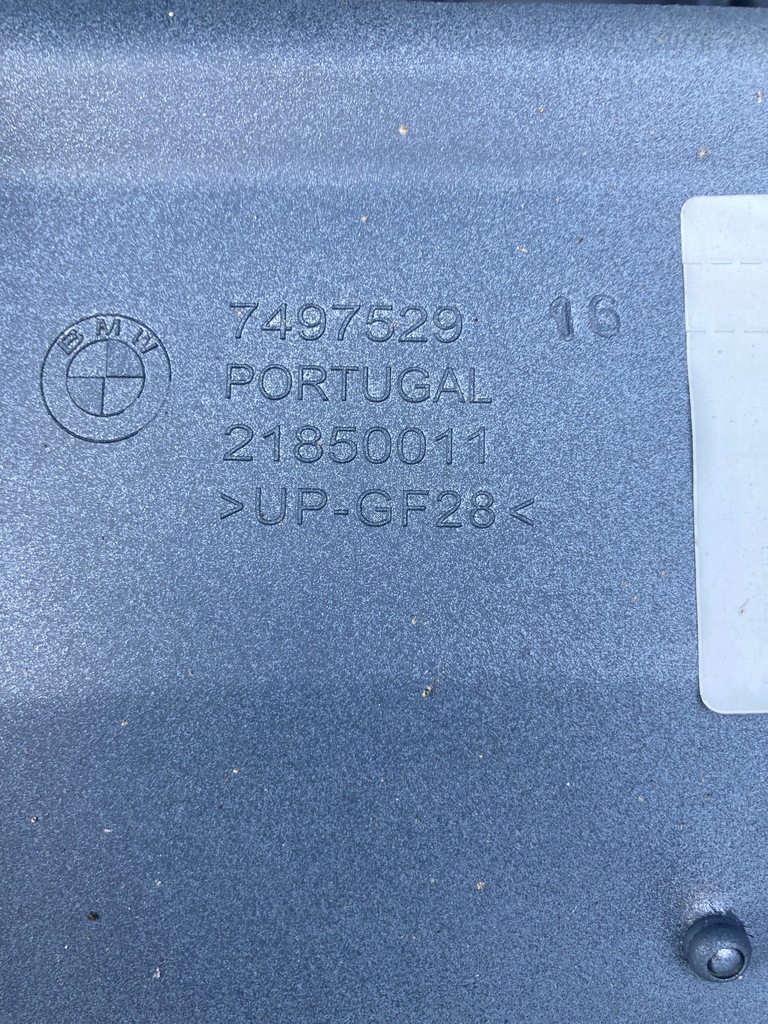 BMW
7497529 16
PORTUGAL
21850011
>UP-GF28<